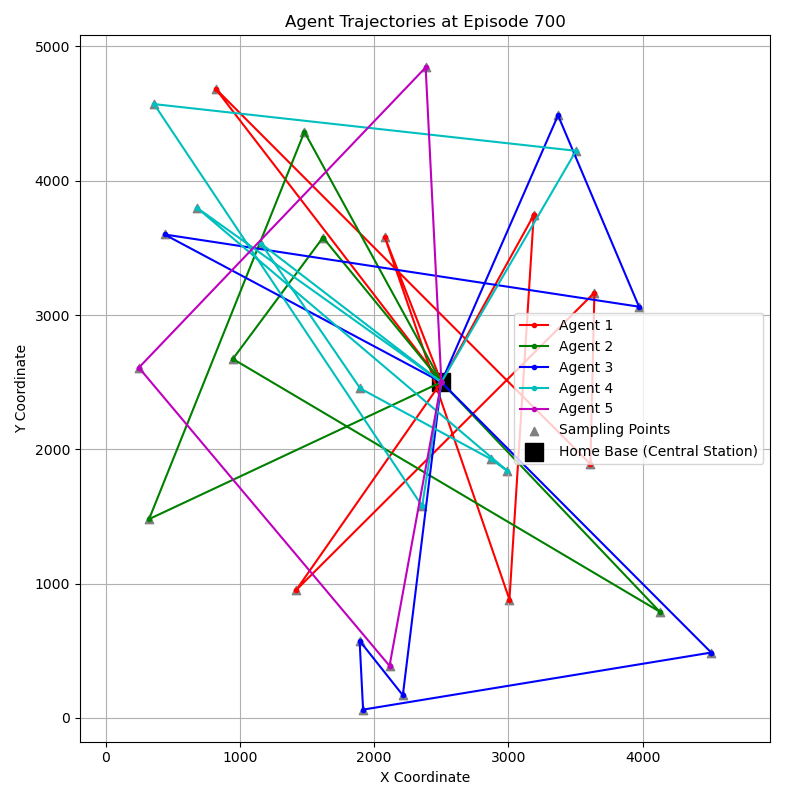 Agent Trajectories at Episode 700
5000
4000
3000
2000
1000
0
Y Coordinate
Agent 1
Agent 2
Agent 3
Agent 4
Agent 5
Sampling Points
Home Base (Central Station)
0 1000 2000 3000 4000
X Coordinate